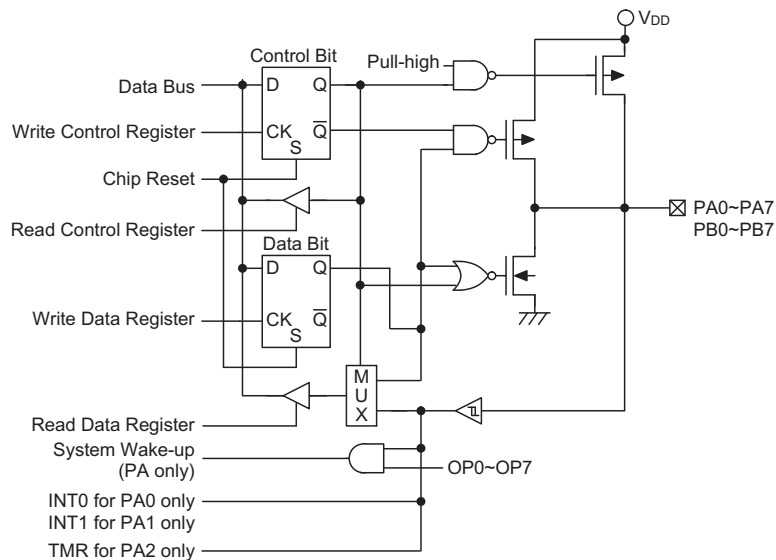 V_DD
Control Bit
Pull-high
Data Bus
D
Q
Write Control Register
CK
Q̅
S
Chip Reset
Read Control Register
PA0~PA7
PB0~PB7
Data Bit
D
Q
Write Data Register
CK
Q̅
S
M
U
X
Read Data Register
System Wake-up
(PA only)
OP0~OP7
INT0 for PA0 only
INT1 for PA1 only
TMR for PA2 only